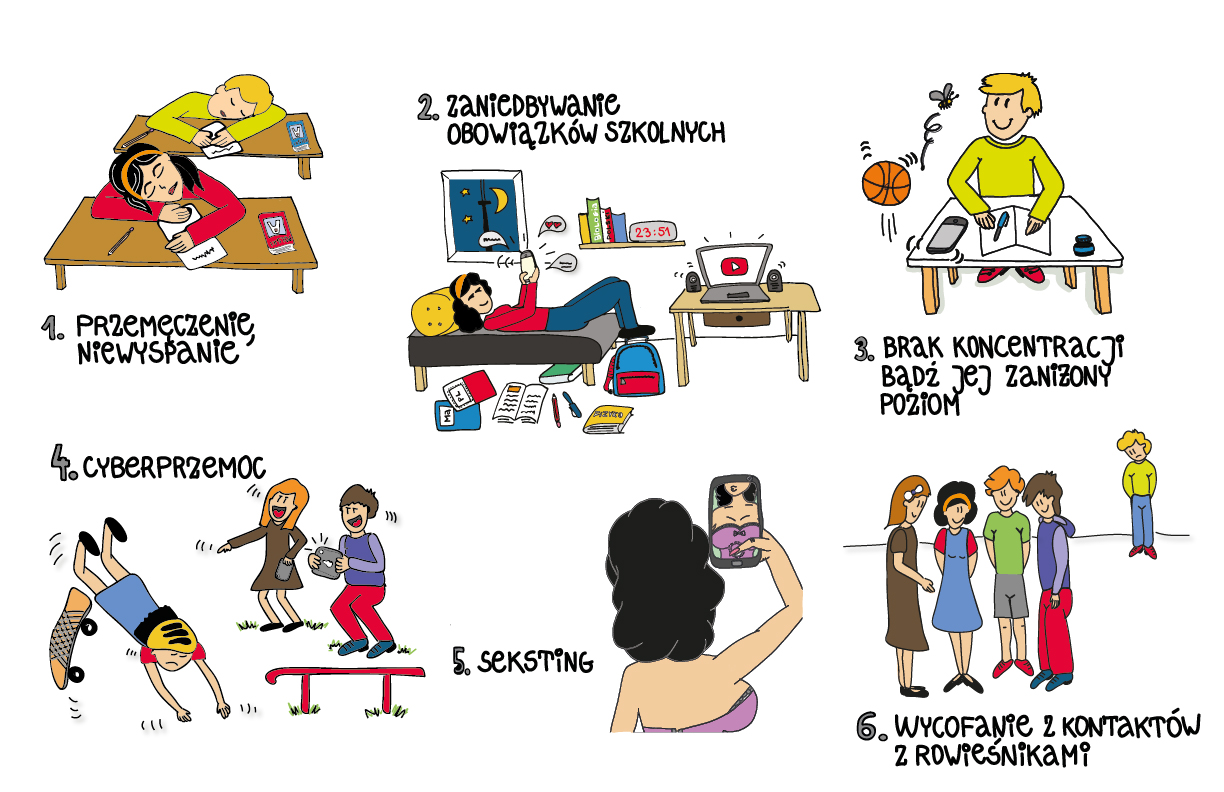 1. PRZEMĘCZENIE,
NIEWYSPANIE
2. ZANIEDBYWANIE
OBOWIĄZKÓW SZKOLNYCH
23:51
3. BRAK KONCENTRACJI
BĄDŹ JEJ ZANIŻONY
POZIOM
4. CYBERPRZEMOC
5. SEKSTING
6. WYCOFANIE Z KONTAKTÓW
Z ROWIEŚNIKAMI